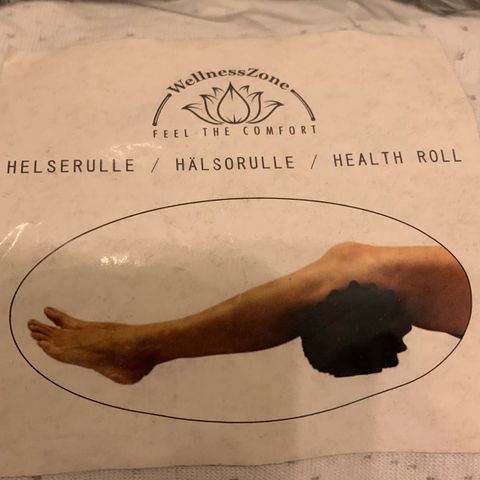 WellnessZone
FEEL THE COMFORT
HELSERULLE / HÄLSORULLE / HEALTH ROLL